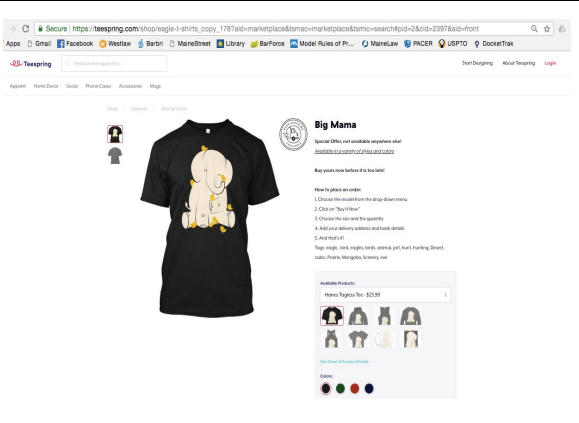 Secure | https://teespring.com/shop/eagle-t-shirts_copy_178?aid=marketplace&tsmac=marketplace&tsmic=search#pid=2&cid=2397&sid=front
Apps Gmail Facebook Westlaw Barbri MaineStreet Library BarForce Model Rules of Pr... MaineLaw PACER USPTO DocketTrak
Teespring
Start Designing About Teespring Login
Apparel Home Decor Socks Phone Cases Accessories Mugs
Shop / Apparel / Animal Lover
Big Mama
Special Offer, not available anywhere else!
Available in a variety of styles and colors
Buy yours now before it is too late!
How to place an order:
1. Choose the model from the drop-down menu
2. Click on "Buy it Now"
3. Choose the size and the quantity
4. Add your delivery address and bank details
5. And that's it!
Tags: eagle, bird, eagles, birds, animal, pet, hunt, hunting, Desert,
rubic, Prairie, Mongolia, Scenery, owl
Available Products:
Hanes Tagless Tee - $23.99
Size Chart & Product Details
Colors: